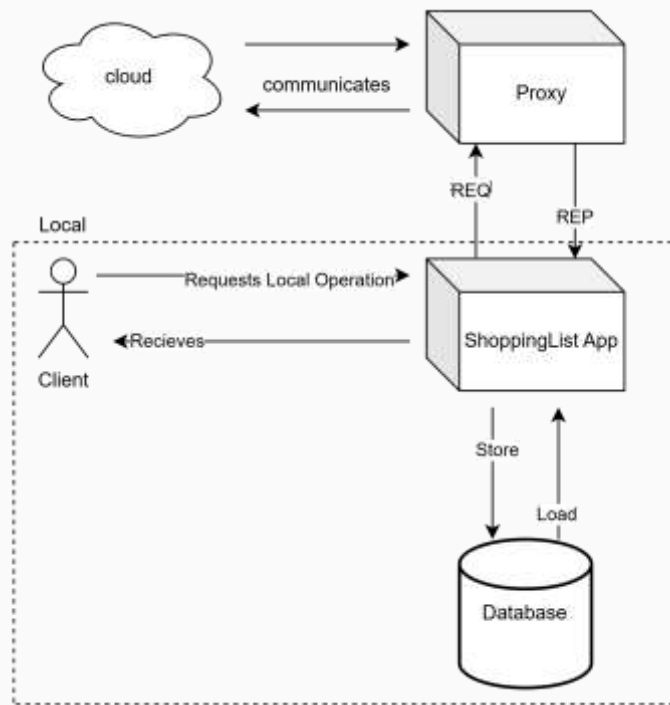 cloud
communicates
Proxy
REQ
REP
Local
Requests Local Operation
Recieves
Client
ShoppingList App
Store
Load
Database